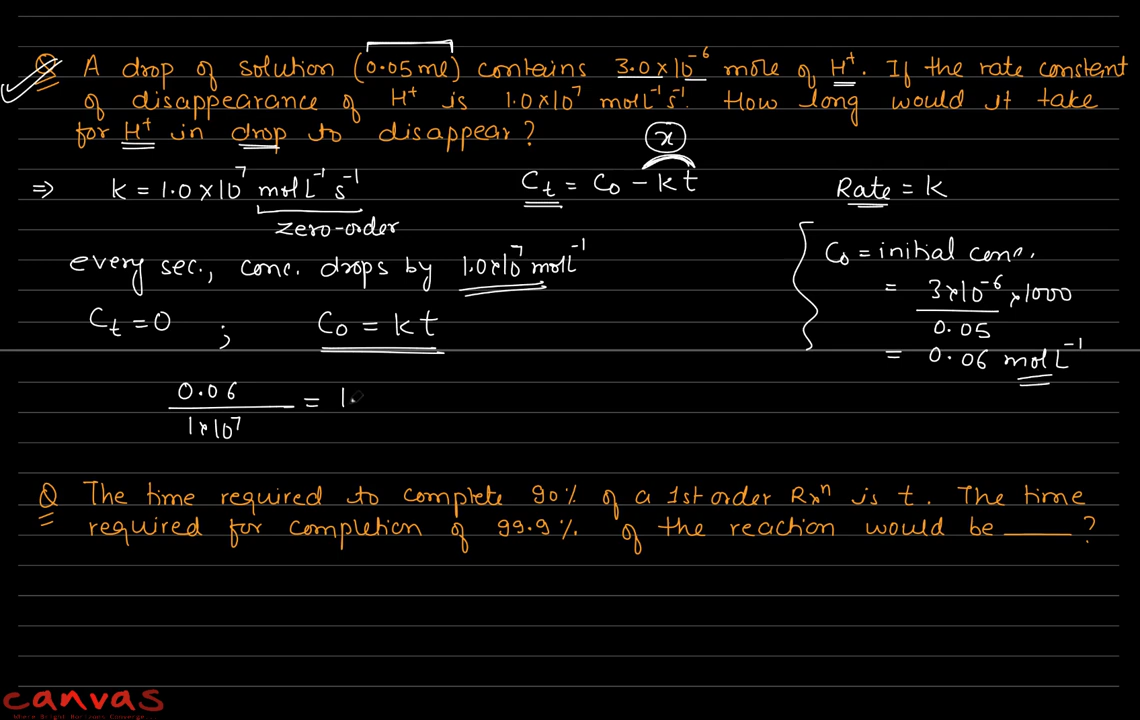 Q A drop of solution (0.05 ml) contains 3.0×10⁻⁶ mole of H⁺. If the rate constant
of disappearance of H⁺ is 1.0×10⁷ mol L⁻¹ s⁻¹. How long would it take
for H⁺ in drop to disappear?
x
⇒ k = 1.0×10⁷ mol L⁻¹ s⁻¹
Ct = C₀ − kt
Rate = k
zero-order
every sec., conc. drops by 1.0×10⁷ mol L⁻¹
Ct = 0 ; C₀ = kt
C₀ = initial conc.
= 3×10⁻⁶ × 1000
0.05
= 0.06 mol L⁻¹
0.06 = 1.
1×10⁷
Q The time required to complete 90% of a 1st order Rxⁿ is t. The time
required for completion of 99.9% of the reaction would be ____ ?
canvas